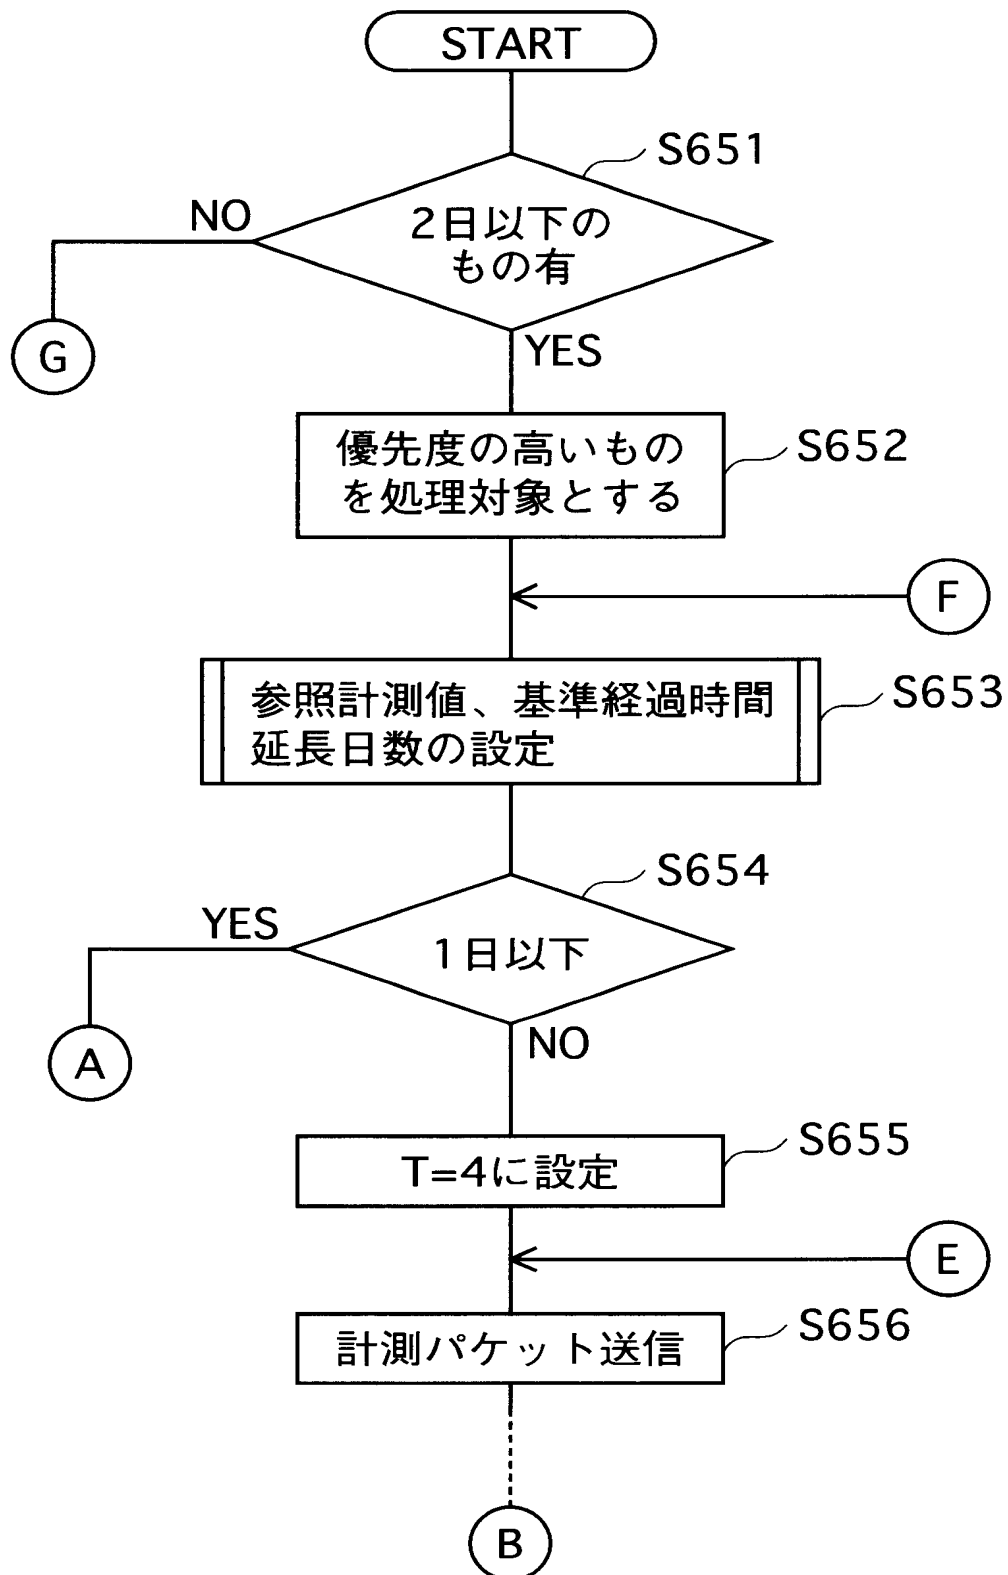 START
S651
NO
2日以下の
もの有
G
YES
優先度の高いもの
を処理対象とする
S652
F
参照計測値、基準経過時間
延長日数の設定
S653
S654
YES
1日以下
A
NO
T=4に設定
S655
E
計測パケット送信
S656
B